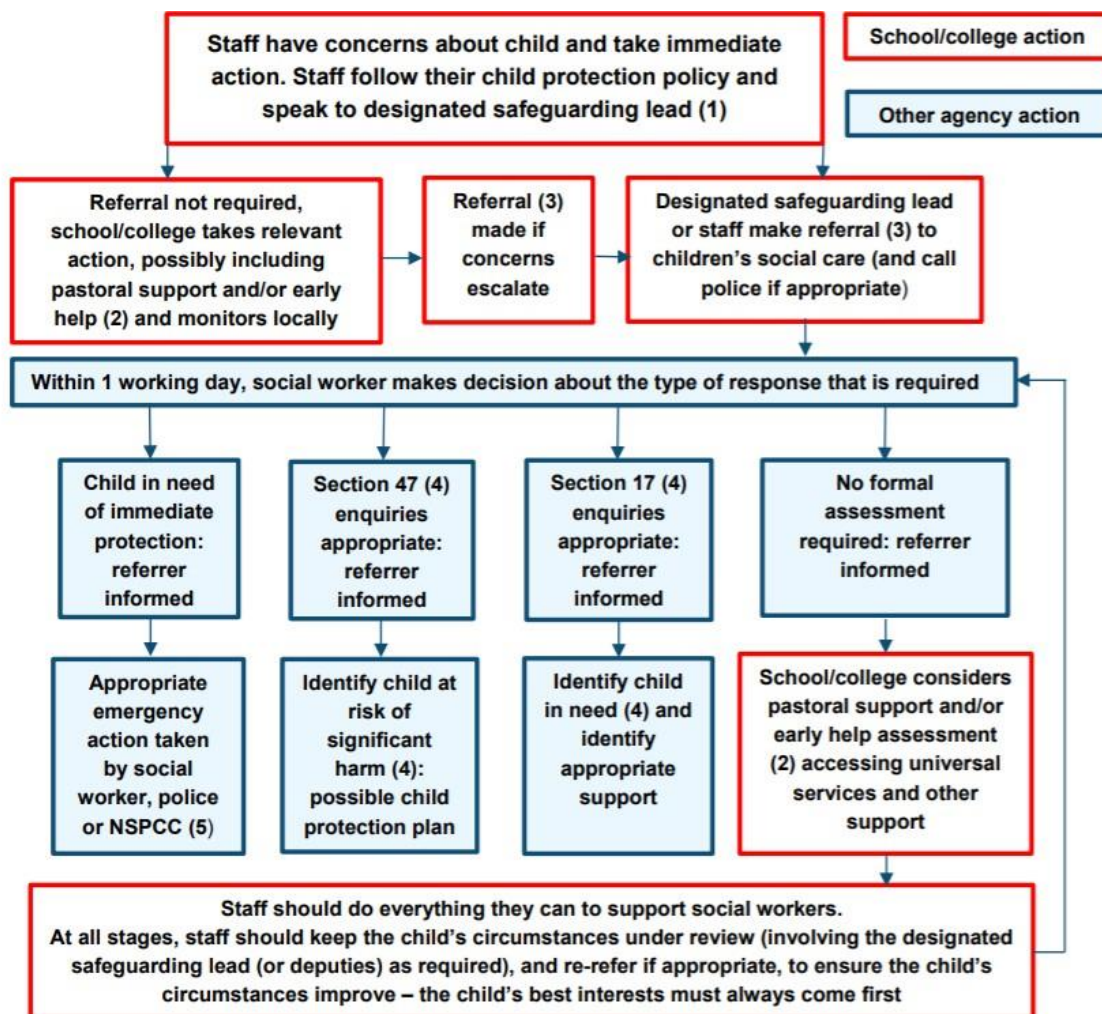 Staff have concerns about child and take immediate
action. Staff follow their child protection policy and
speak to designated safeguarding lead (1)
School/college action
Other agency action
Referral not required,
school/college takes relevant
action, possibly including
pastoral support and/or early
help (2) and monitors locally
Referral (3)
made if
concerns
escalate
Designated safeguarding lead
or staff make referral (3) to
children’s social care (and call
police if appropriate)
Within 1 working day, social worker makes decision about the type of response that is required
Child in need
of immediate
protection:
referrer
informed
Section 47 (4)
enquiries
appropriate:
referrer
informed
Section 17 (4)
enquiries
appropriate:
referrer
informed
No formal
assessment
required: referrer
informed
Appropriate
emergency
action taken
by social
worker, police
or NSPCC (5)
Identify child at
risk of
significant
harm (4):
possible child
protection plan
Identify child
in need (4) and
identify
appropriate
support
School/college considers
pastoral support and/or
early help assessment
(2) accessing universal
services and other
support
Staff should do everything they can to support social workers.
At all stages, staff should keep the child’s circumstances under review (involving the designated
safeguarding lead (or deputies) as required), and re-refer if appropriate, to ensure the child’s
circumstances improve – the child’s best interests must always come first